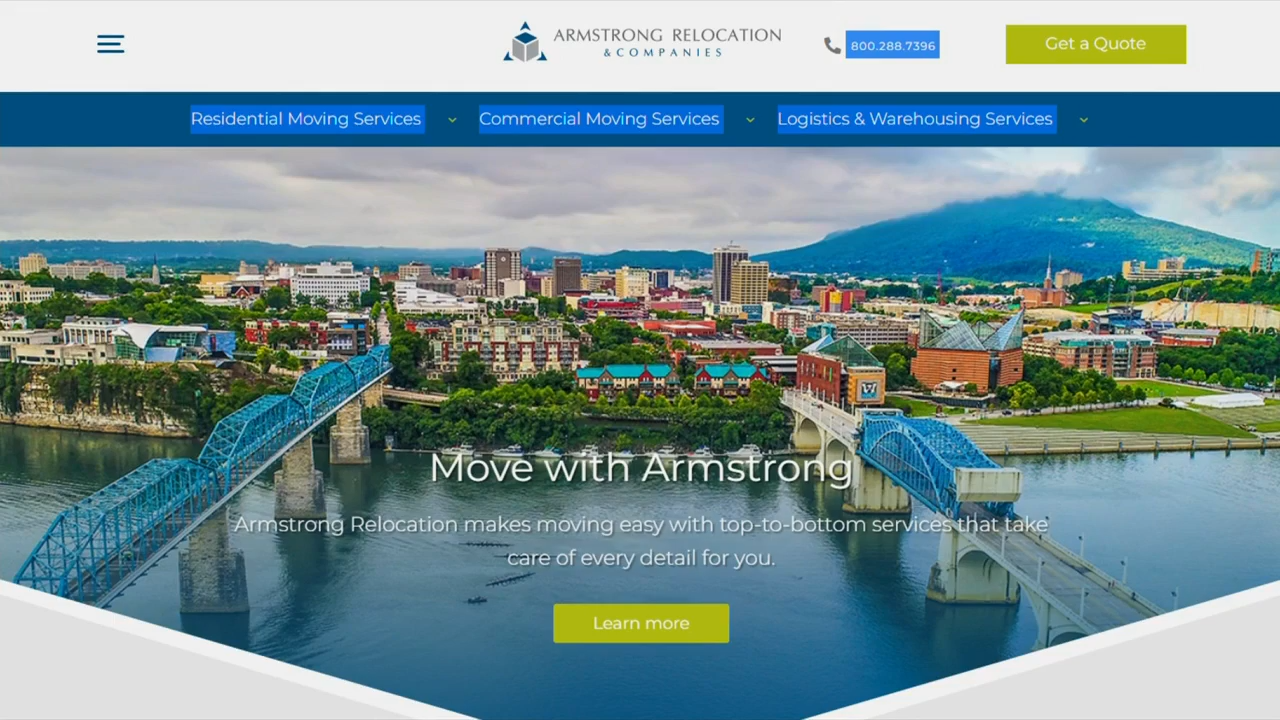 ARMSTRONG RELOCATION
& COMPANIES
800.288.7396
Get a Quote
Residential Moving Services
Commercial Moving Services
Logistics & Warehousing Services
Move with Armstrong
Armstrong Relocation makes moving easy with top-to-bottom services that take
care of every detail for you.
Learn more